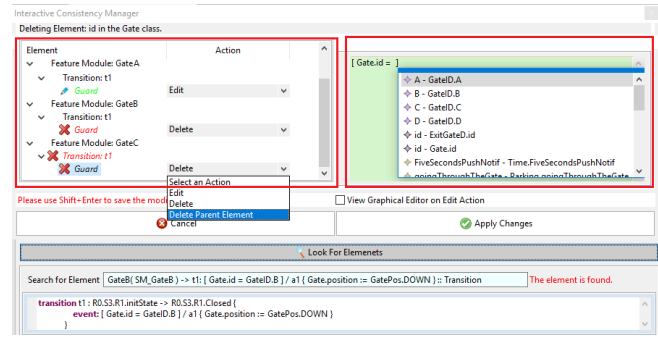 Interactive Consistency Manager
Deleting Element: id in the Gate class.
Element Action
Feature Module: GateA
Transition: t1
Guard Edit
Feature Module: GateB
Transition: t1
Guard Delete
Feature Module: GateC
Transition: t1
Guard Delete
Select an Action
Edit
Delete
Delete Parent Element
[ Gate.id = ]
A - GateID.A
B - GateID.B
C - GateID.C
D - GateID.D
id - ExitGateD.id
id - Gate.id
FiveSecondsPushNotif - Time.FiveSecondsPushNotif
goingThroughTheGate - Parking.goingThroughTheGate
Please use Shift+Enter to save the modi
View Graphical Editor on Edit Action
Cancel
Apply Changes
Look For Elemenets
Search for Element GateB( SM_GateB ) -> t1: [ Gate.id = GateID.B ] / a1 { Gate.position := GatePos.DOWN } :: Transition The element is found.
transition t1 : R0.S3.R1.initState -> R0.S3.R1.Closed {
event: [ Gate.id = GateID.B ] / a1 { Gate.position := GatePos.DOWN }
}